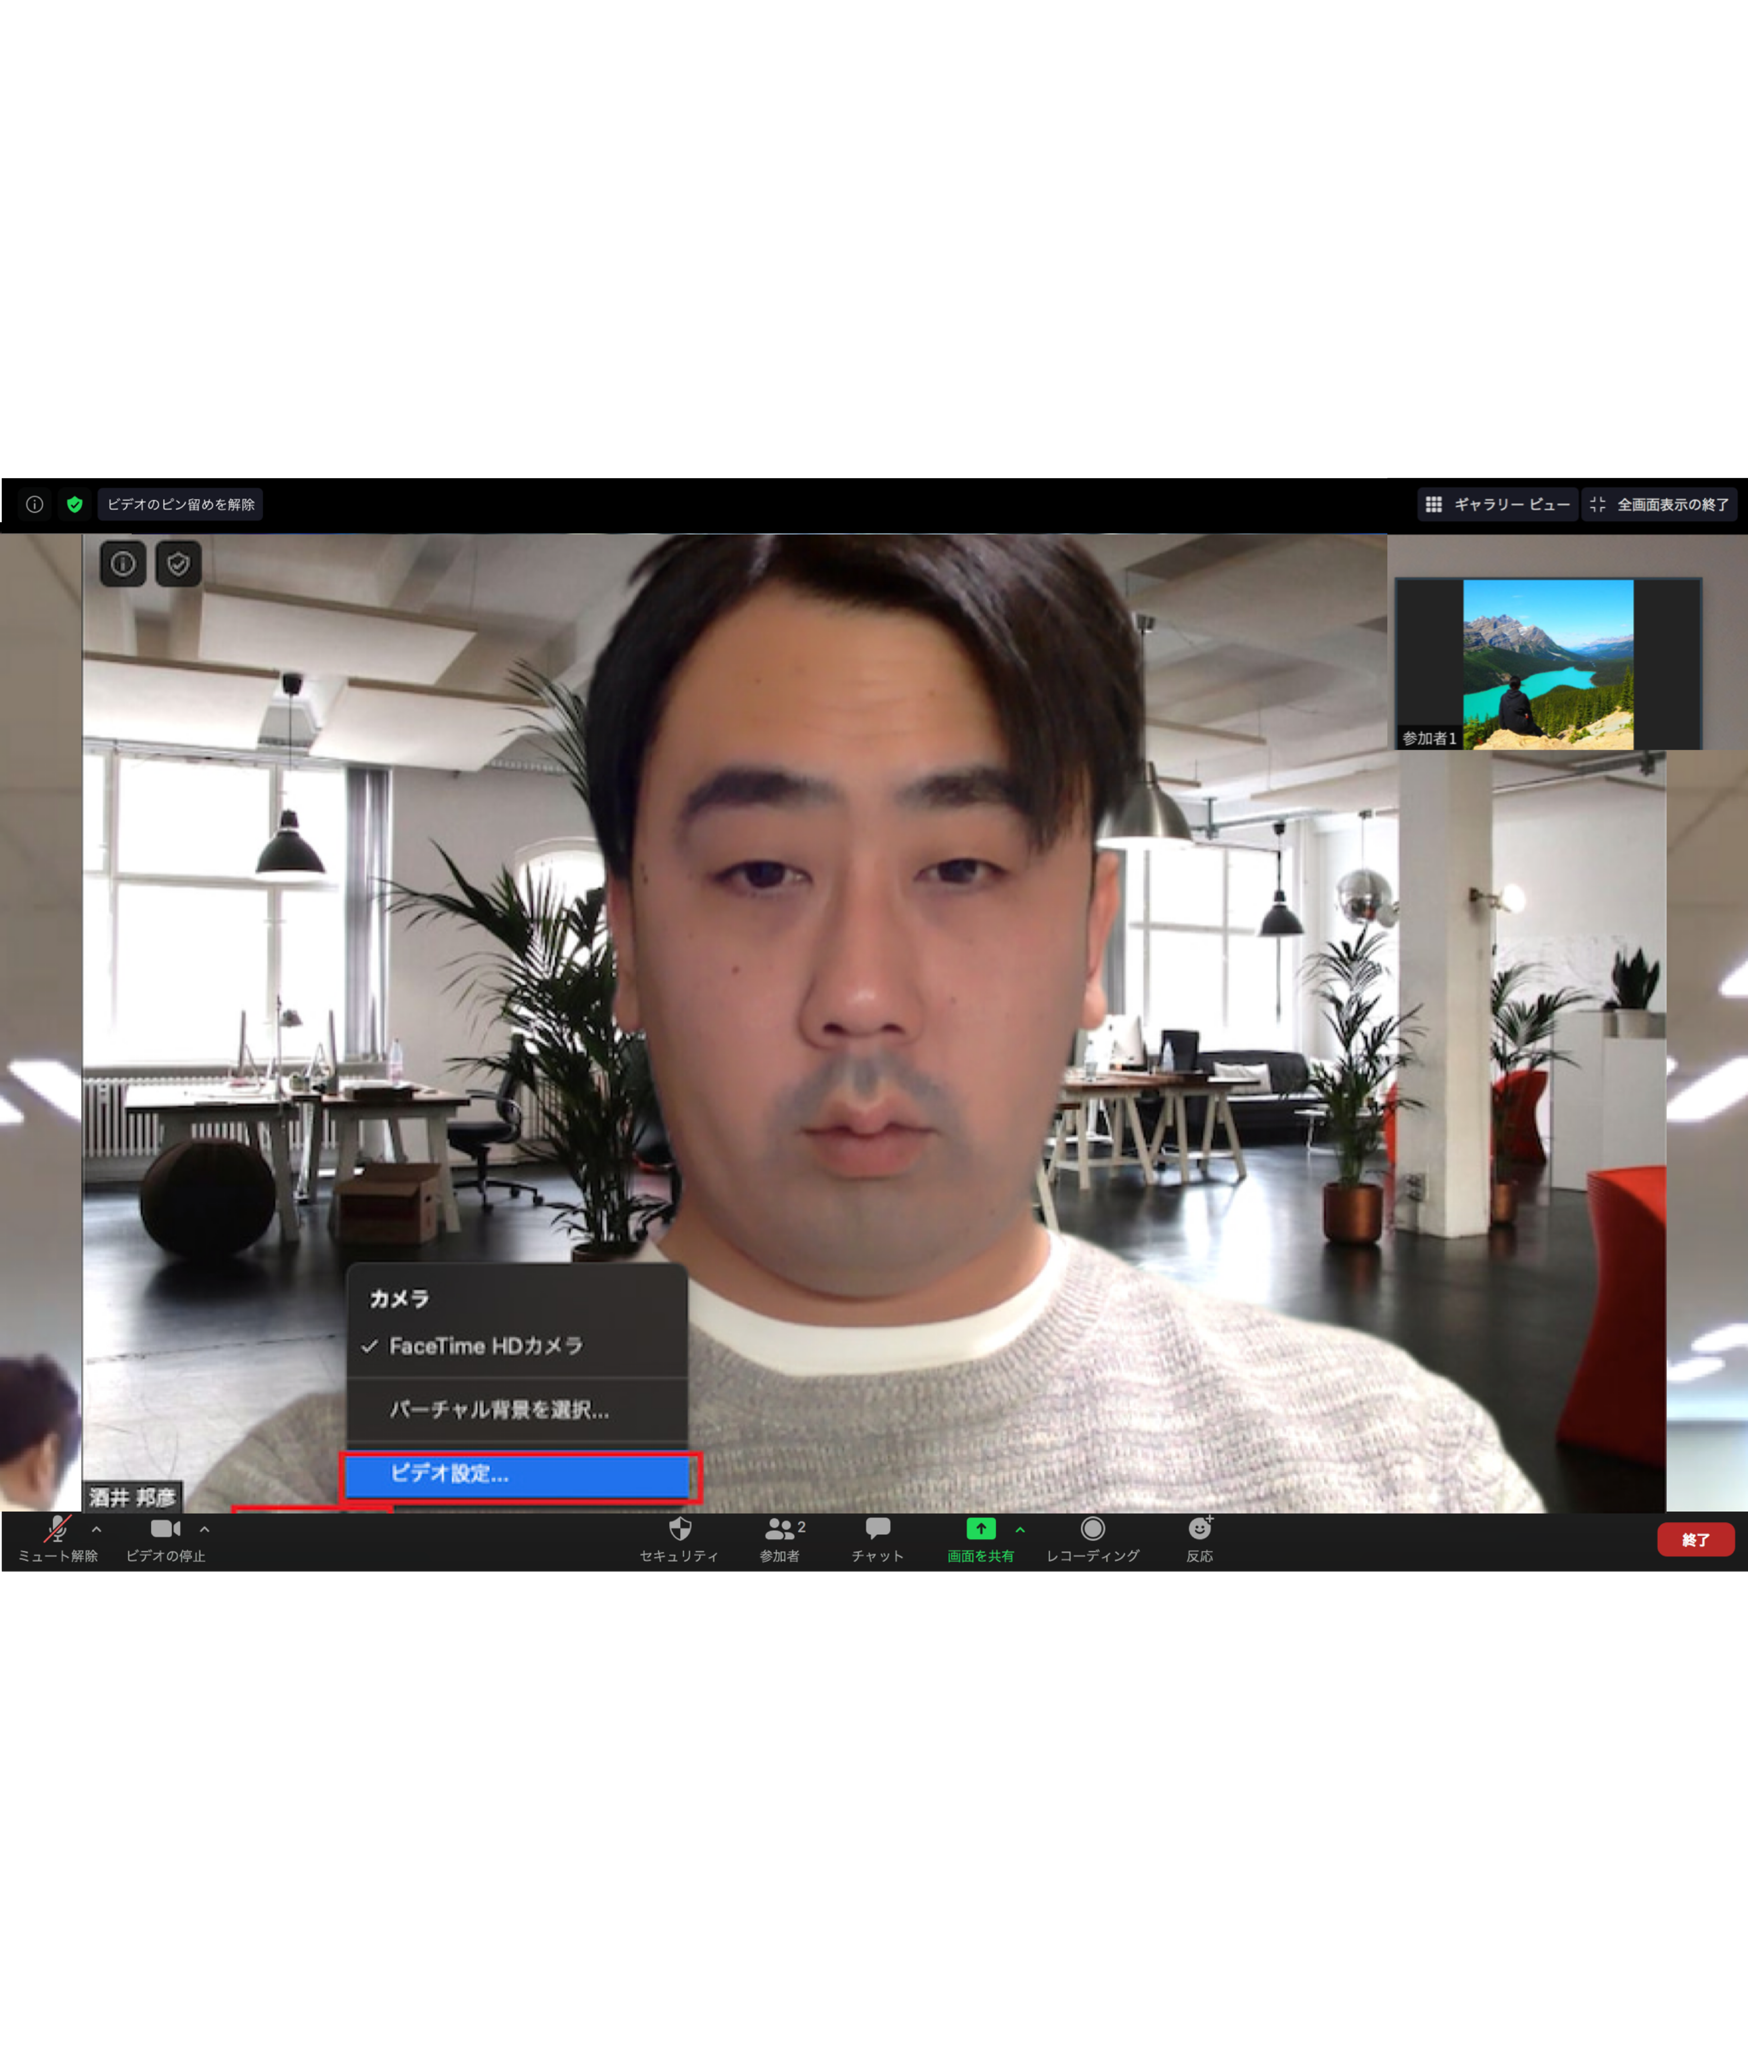 ビデオのピン留めを解除
ギャラリー ビュー
全画面表示の終了
参加者1
カメラ
✓ FaceTime HDカメラ
バーチャル背景を選択...
ビデオ設定...
酒井 邦彦
ミュート解除
ビデオの停止
セキュリティ
参加者
2
チャット
画面を共有
レコーディング
反応
終了